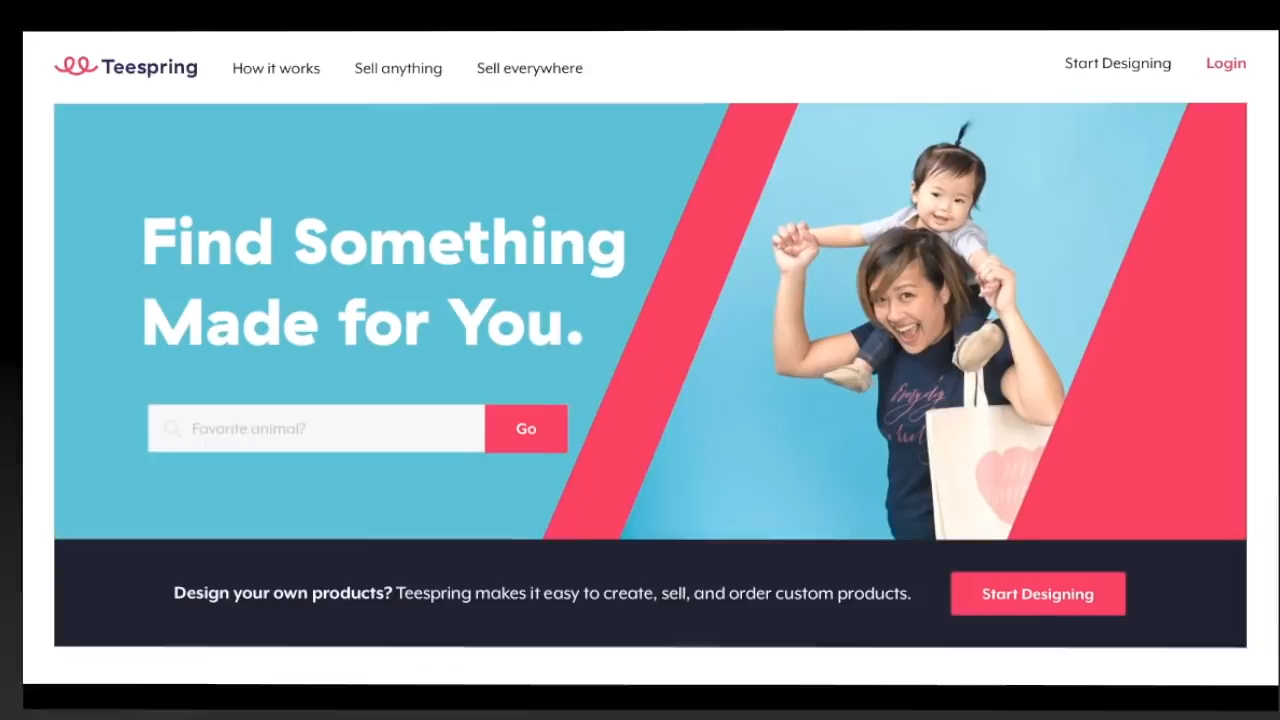 Teespring
How it works
Sell anything
Sell everywhere
Start Designing
Login
Find Something
Made for You.
Favorite animal?
Go
Everyday
Design your own products? Teespring makes it easy to create, sell, and order custom products.
Start Designing